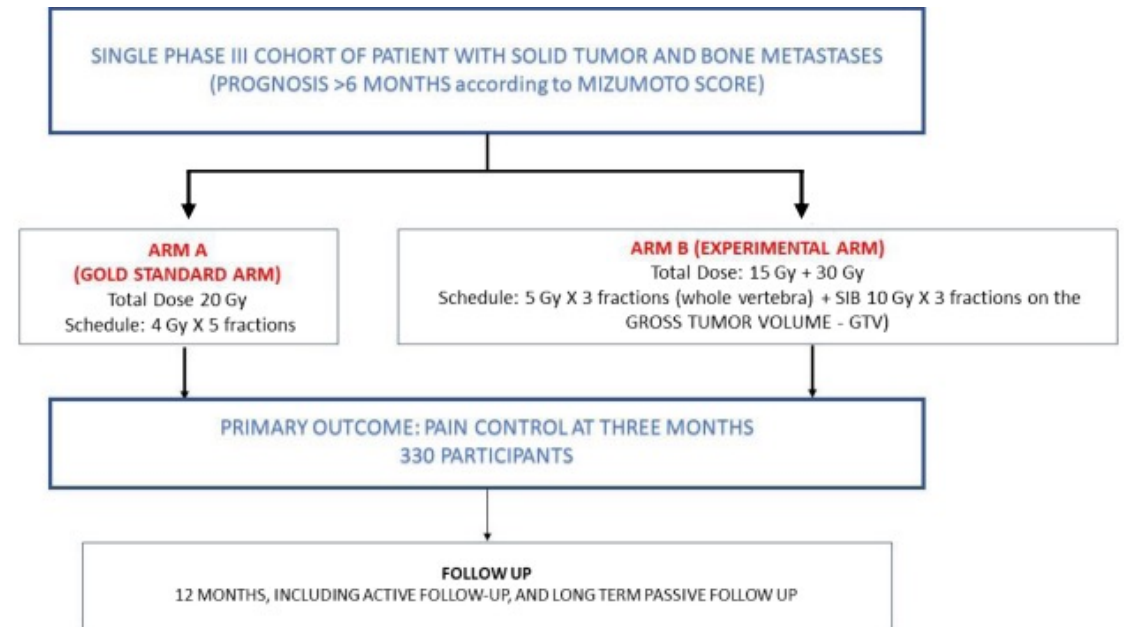 SINGLE PHASE III COHORT OF PATIENT WITH SOLID TUMOR AND BONE METASTASES
(PROGNOSIS >6 MONTHS according to MIZUMOTO SCORE)
ARM A
(GOLD STANDARD ARM)
Total Dose 20 Gy
Schedule: 4 Gy X 5 fractions
ARM B (EXPERIMENTAL ARM)
Total Dose: 15 Gy + 30 Gy
Schedule: 5 Gy X 3 fractions (whole vertebra) + SIB 10 Gy X 3 fractions on the
GROSS TUMOR VOLUME - GTV)
PRIMARY OUTCOME: PAIN CONTROL AT THREE MONTHS
330 PARTICIPANTS
FOLLOW UP
12 MONTHS, INCLUDING ACTIVE FOLLOW-UP, AND LONG TERM PASSIVE FOLLOW UP